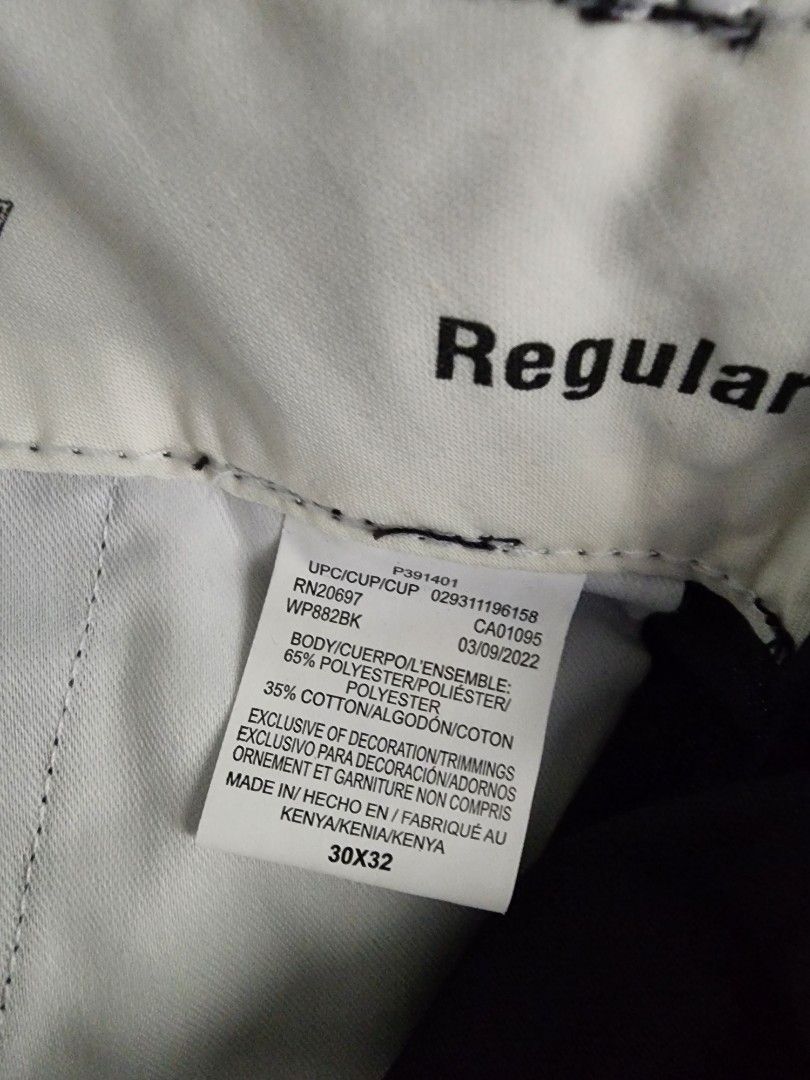 Regular
P391401
UPC/CUP/CUP 029311196158
RN20697 CA01095
WP882BK 03/09/2022
BODY/CUERPO/L'ENSEMBLE:
65% POLYESTER/POLIÉSTER/
POLYESTER
35% COTTON/ALGODÓN/COTON
EXCLUSIVE OF DECORATION/TRIMMINGS
EXCLUSIVO PARA DECORACIÓN/ADORNOS
ORNEMENT ET GARNITURE NON COMPRIS
MADE IN/ HECHO EN / FABRIQUÉ AU
KENYA/KENIA/KENYA
30X32